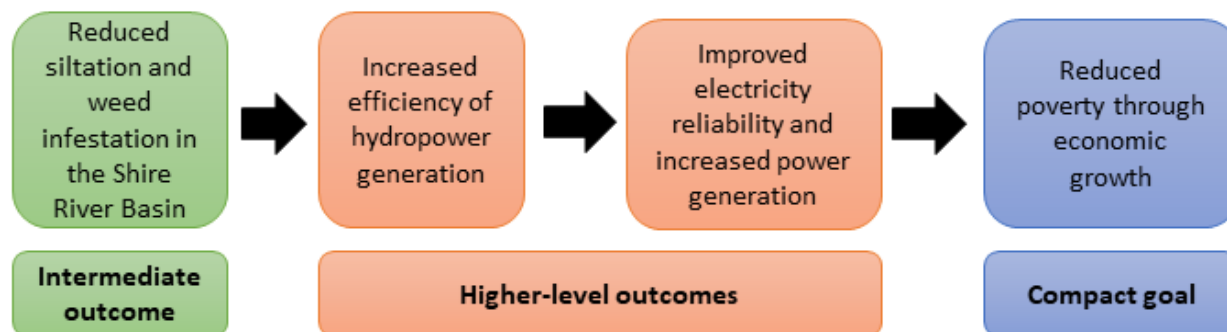 Reduced
siltation and
weed
infestation in
the Shire
River Basin
Increased
efficiency of
hydropower
generation
Improved
electricity
reliability and
increased power
generation
Reduced
poverty through
economic
growth
Intermediate
outcome
Higher-level outcomes
Compact goal